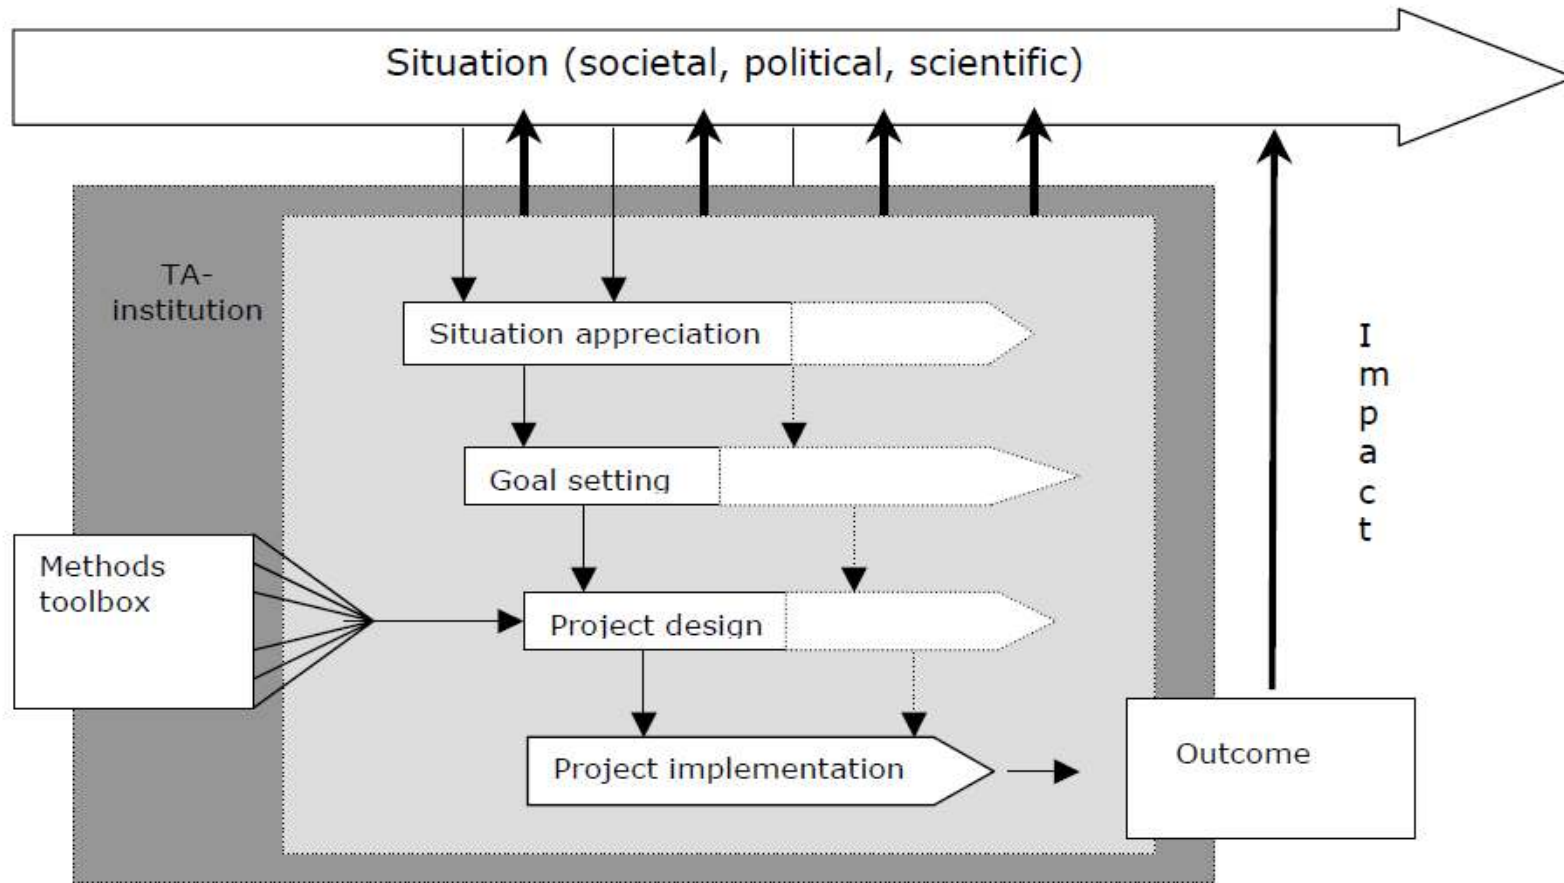 Situation (societal, political, scientific)
TA-
institution
Situation appreciation
Goal setting
Methods
toolbox
Project design
Project implementation
Outcome
I
m
p
a
c
t